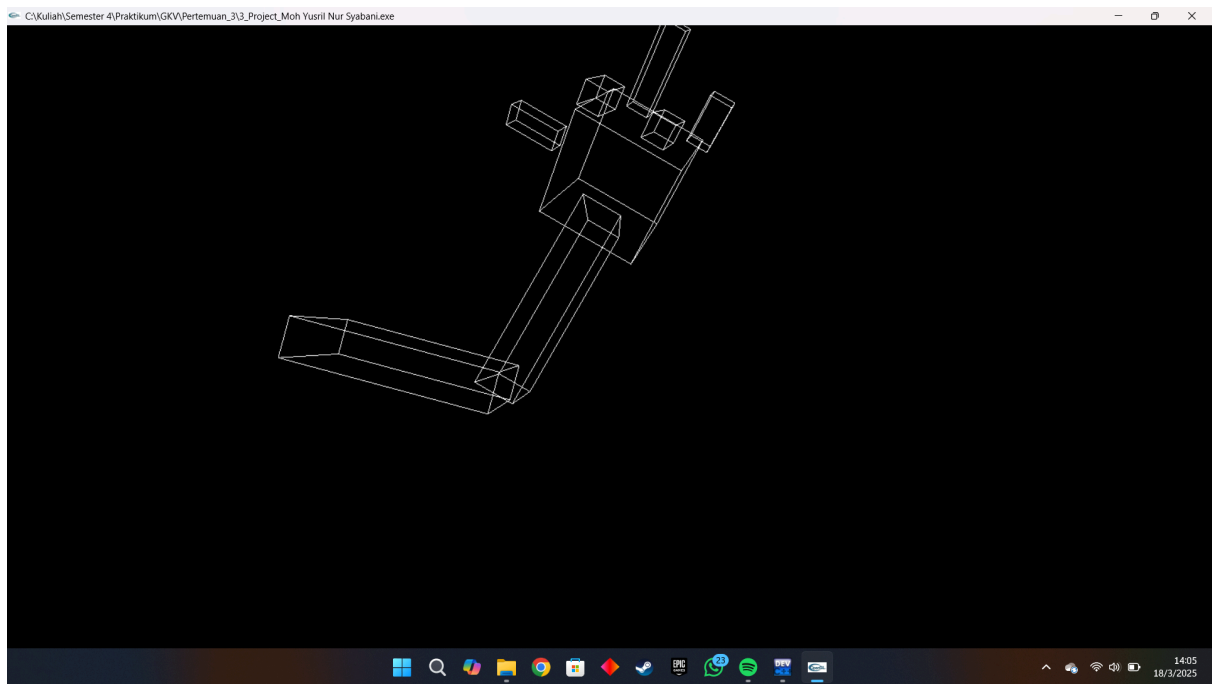 C:\Kuliah\Semester 4\Praktikum\GKV\Pertemuan_3\3_Project_Moh Yusril Nur Syabani.exe
EPIC
GAMES
23
DEV
14:05
18/3/2025